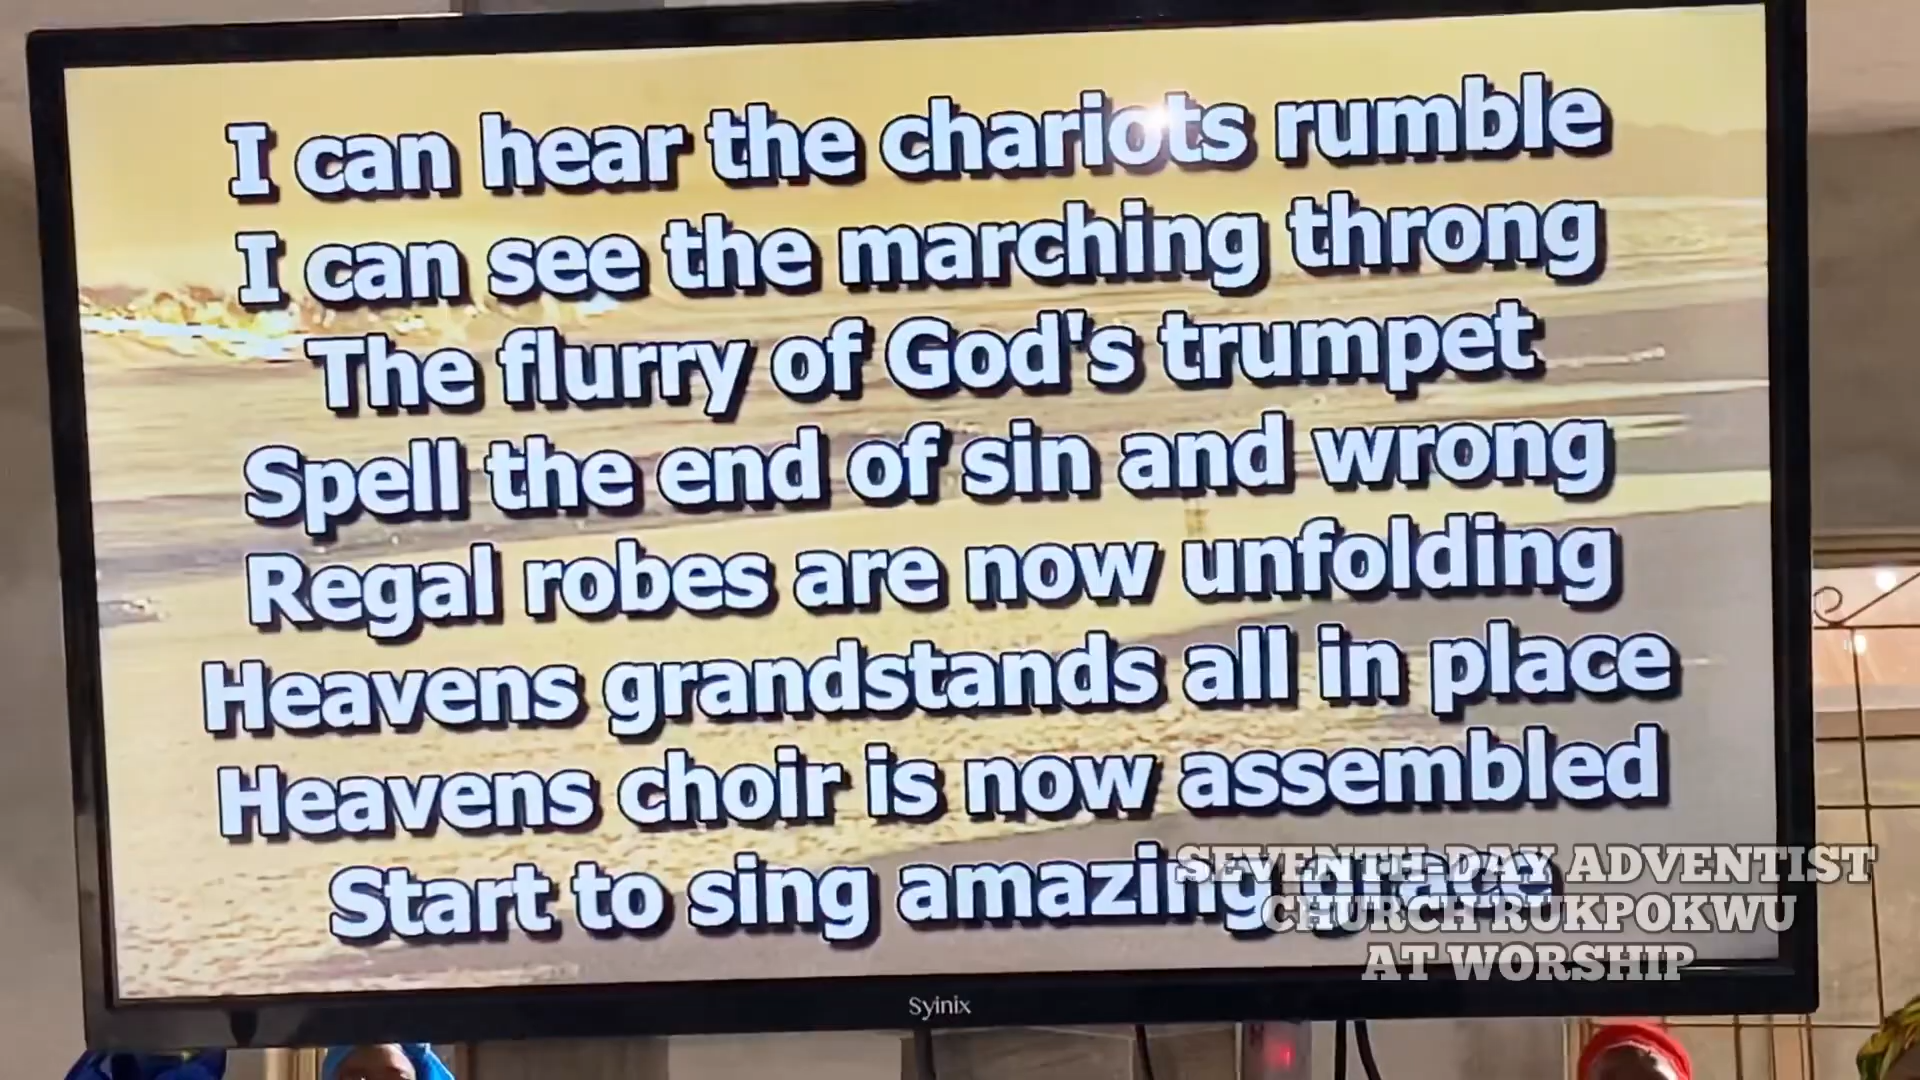 I can hear the chariots rumble
I can see the marching throng
The flurry of God's trumpet
Spell the end of sin and wrong
Regal robes are now unfolding
Heavens grandstands all in place
Heavens choir is now assembled
Start to sing amazing grace
SEVENTH-DAY ADVENTIST
CHURCH RUKPOKWU
AT WORSHIP
Syinix